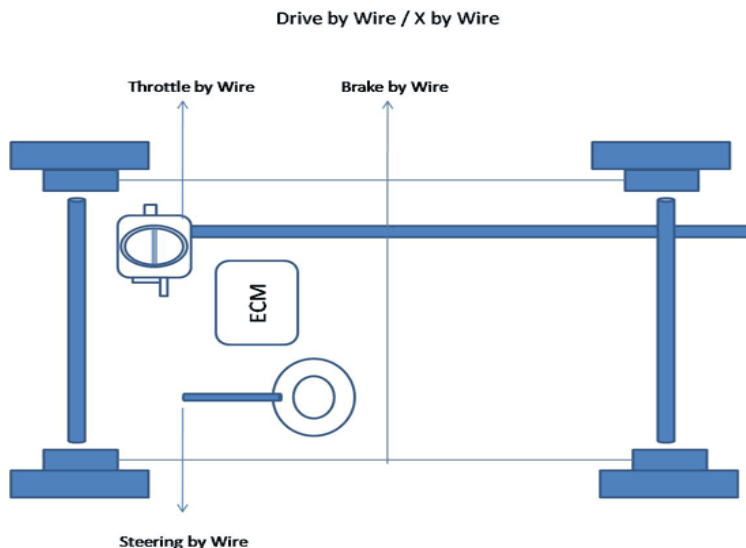 Drive by Wire / X by Wire
Throttle by Wire
Brake by Wire
ECM
Steering by Wire